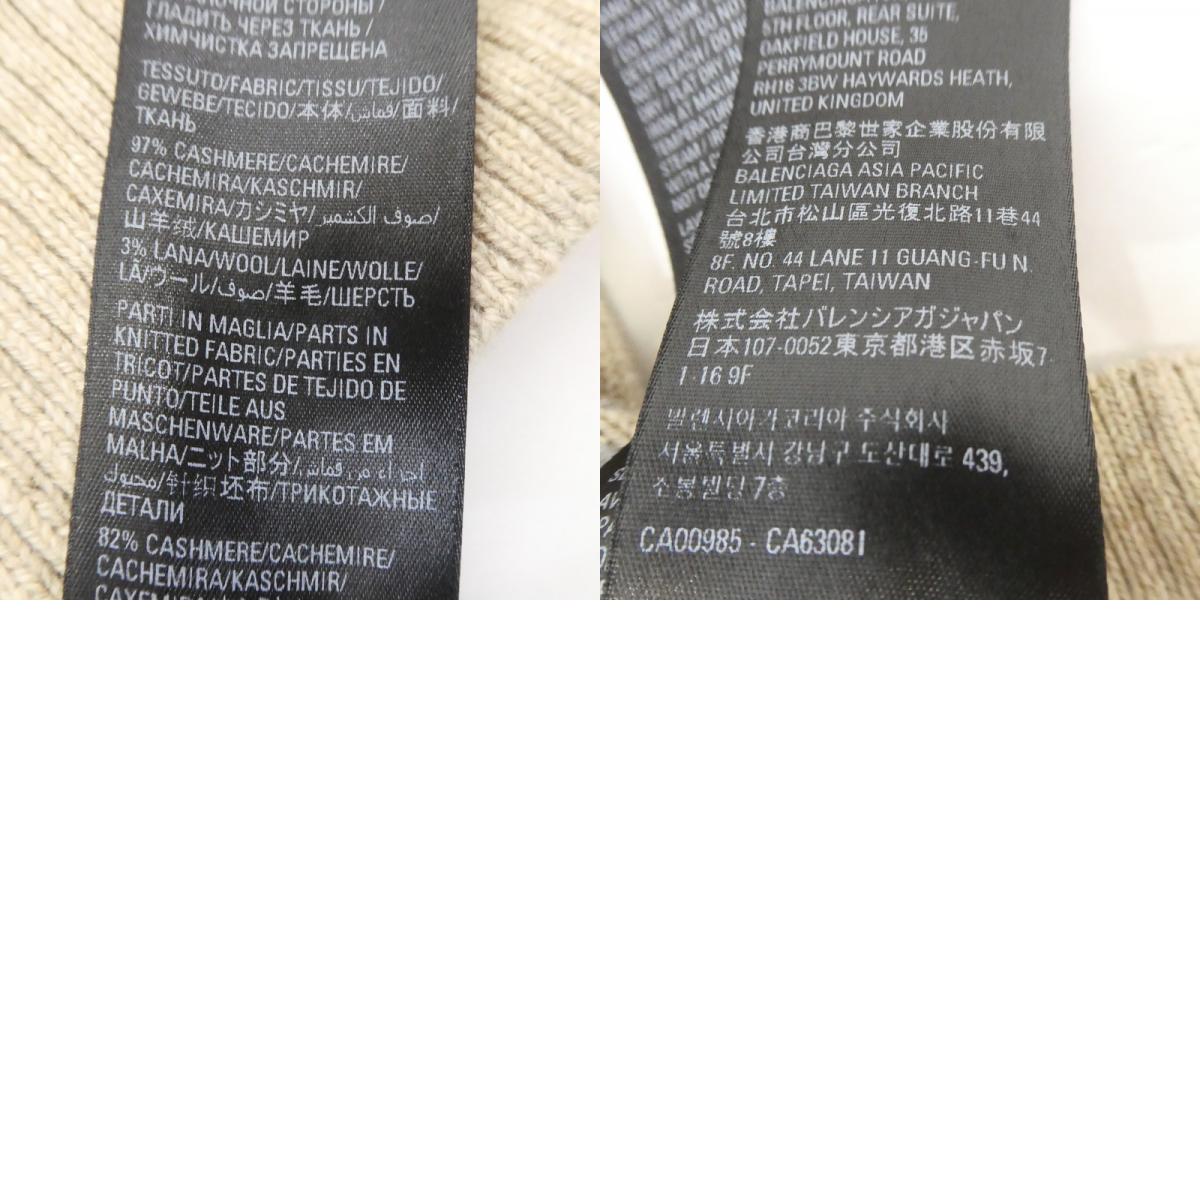 СТОРОНЫ /
ГЛАДИТЬ ЧЕРЕЗ ТКАНЬ /
ХИМЧИСТКА ЗАПРЕЩЕНА
TESSUTO/FABRIC/TISSU/TEJIDO/
GEWEBE/TECIDO/本体/قماش/面料/
ТКАНЬ
97% CASHMERE/CACHEMIRE/
CACHEMIRA/KASCHMIR/
CAXEMIRA/カシミヤ/صوف الكشمير/
山羊绒/КАШЕМИР
3% LANA/WOOL/LAINE/WOLLE/
LÃ/ウール/صوف/羊毛/ШЕРСТЬ
PARTI IN MAGLIA/PARTS IN
KNITTED FABRIC/PARTIES EN
TRICOT/PARTES DE TEJIDO DE
PUNTO/TEILE AUS
MASCHENWARE/PARTES EM
MALHA/ニット部分/أجزاء من قماش
محبوك/针织坯布/ТРИКОТАЖНЫЕ
ДЕТАЛИ
82% CASHMERE/CACHEMIRE/
CACHEMIRA/KASCHMIR/
BALENCIAGA
5TH FLOOR, REAR SUITE,
OAKFIELD HOUSE, 35
PERRYMOUNT ROAD
RH16 3BW HAYWARDS HEATH,
UNITED KINGDOM
香港商巴黎世家企業股份有限
公司台灣分公司
BALENCIAGA ASIA PACIFIC
LIMITED TAIWAN BRANCH
台北市松山區光復北路11巷44
號8樓
8F. NO. 44 LANE 11 GUANG-FU N.
ROAD, TAPEI, TAIWAN
株式会社バレンシアガジャパン
日本107-0052東京都港区赤坂7-
1-16 9F
발렌시아가코리아 주식회사
서울특별시 강남구 도산대로 439,
소봉빌딩 7층
CA00985 - CA63081